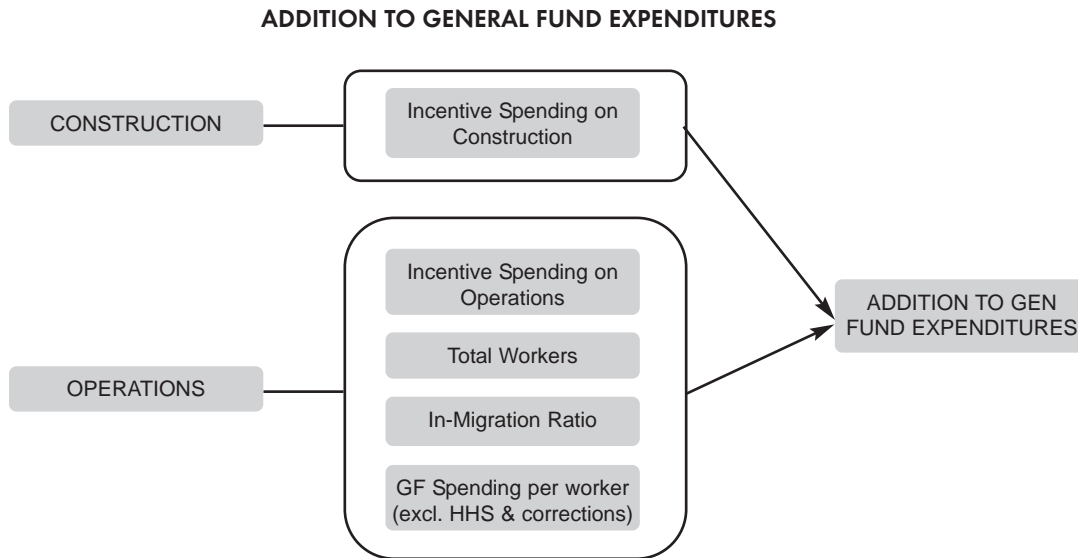 ADDITION TO GENERAL FUND EXPENDITURES
CONSTRUCTION
Incentive Spending on
Construction
OPERATIONS
Incentive Spending on
Operations
Total Workers
In-Migration Ratio
GF Spending per worker
(excl. HHS & corrections)
ADDITION TO GEN
FUND EXPENDITURES